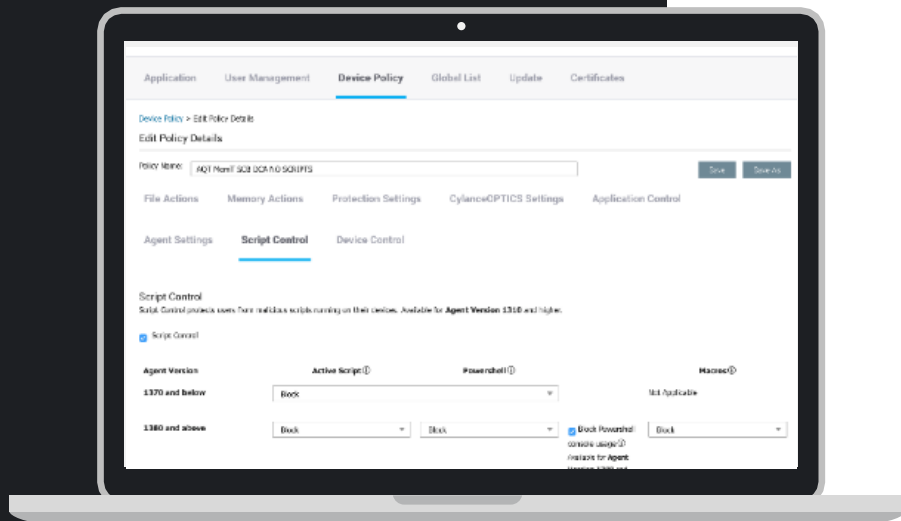 Application User Management Device Policy Global List Update Certificates
Device Policy > Edit Policy Details
Edit Policy Details
Policy Name:
SCRIPTS
Save Save As
File Actions Memory Actions Protection Settings CylanceOPTICS Settings Application Control
Agent Settings Script Control Device Control
Script Control
Script Control protects users from malicious scripts running on their devices. Available for Agent Version 1310 and higher.
Script Control
Agent Version Active Script Powershell Macros
1370 and below Block Not Applicable
1380 and above Block Block Block Powershell Block
console usage
Available for Agent